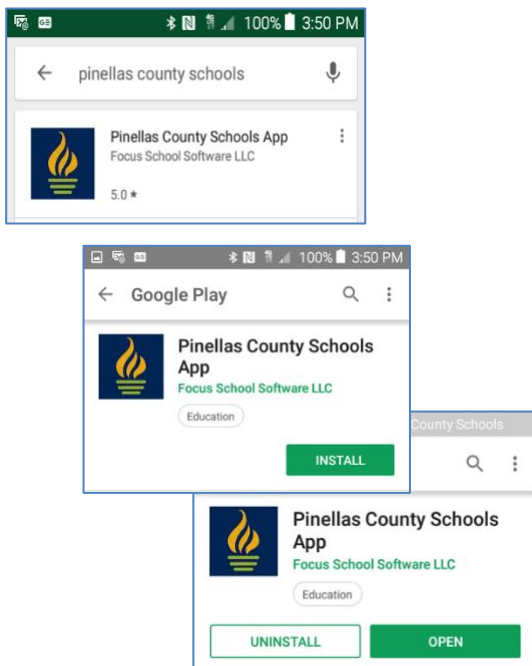 100% 3:50 PM
pinellas county schools
Pinellas County Schools App
Focus School Software LLC
5.0 ★
100% 3:50 PM
Google Play
Pinellas County Schools
App
Focus School Software LLC
Education
INSTALL
County Schools
Pinellas County Schools
App
Focus School Software LLC
Education
UNINSTALL
OPEN